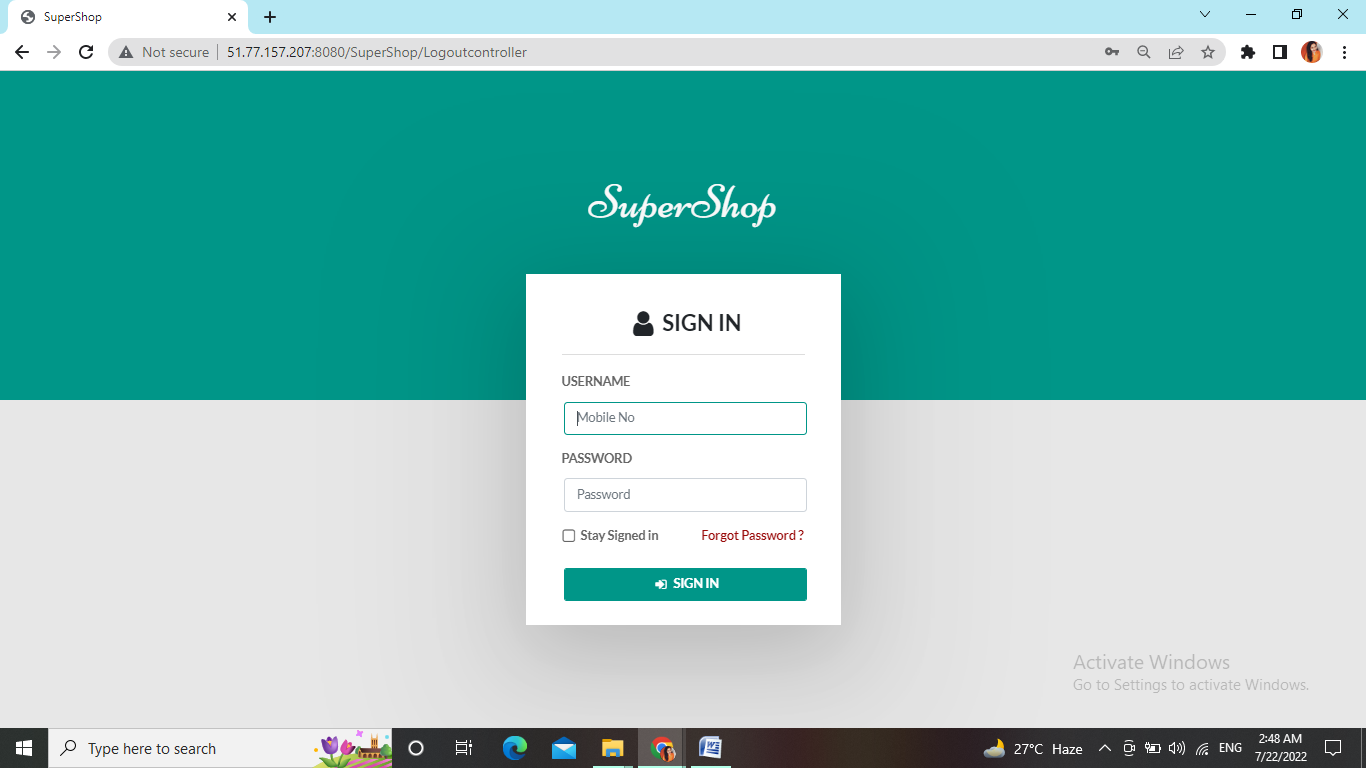 SuperShop
Not secure 51.77.157.207:8080/SuperShop/Logoutcontroller
SuperShop
SIGN IN
USERNAME
Mobile No
PASSWORD
Password
Stay Signed in Forgot Password ?
SIGN IN
Activate Windows
Go to Settings to activate Windows.
Type here to search
27°C Haze
ENG
2:48 AM
7/22/2022